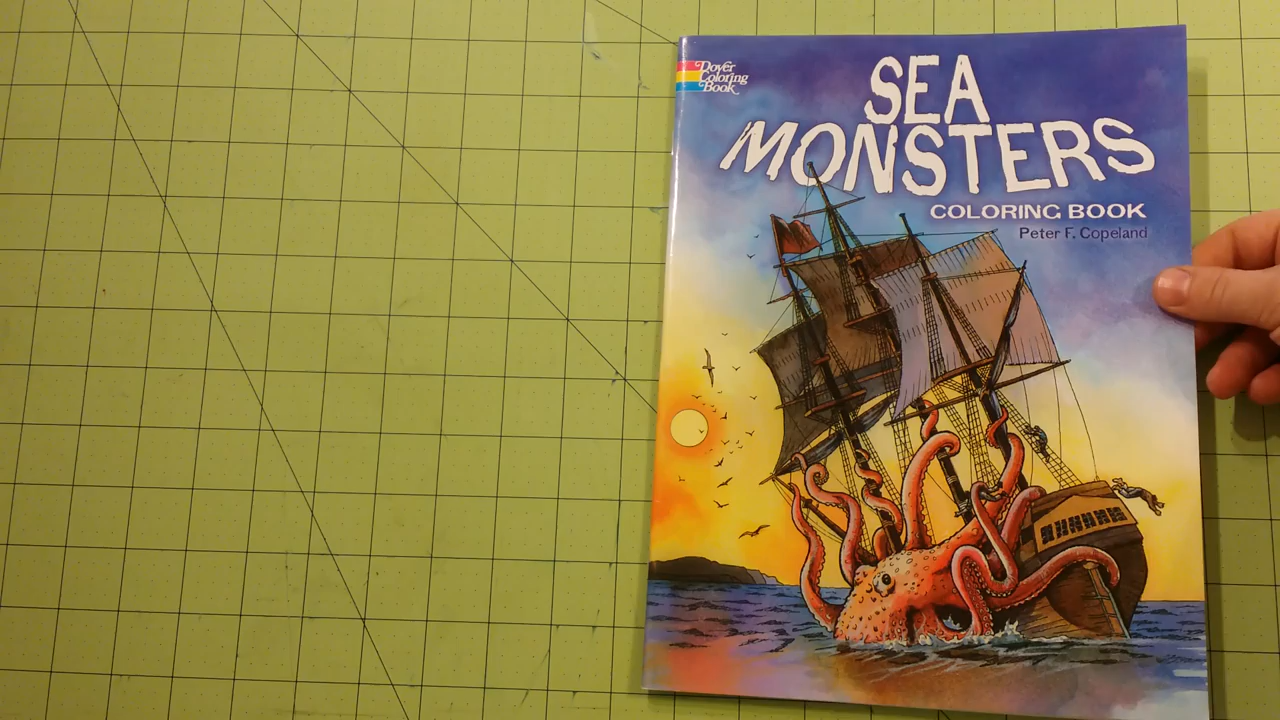 Dover
Coloring
Book
SEA
MONSTERS
COLORING BOOK
Peter F. Copeland